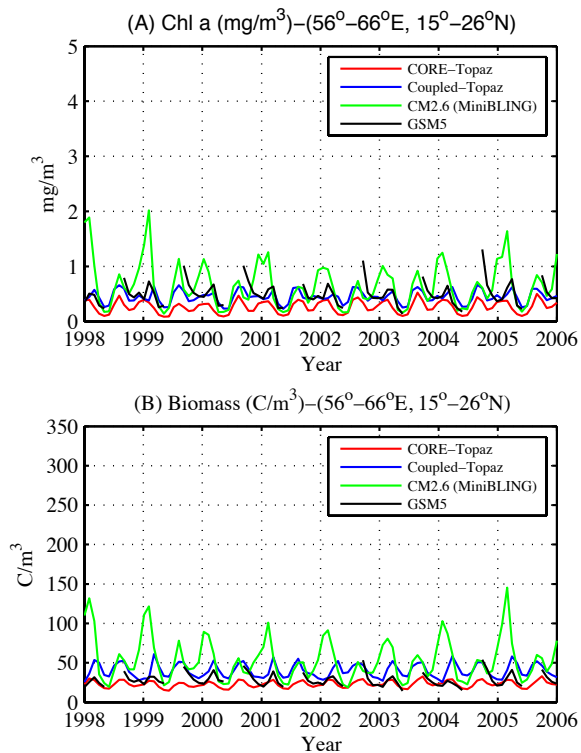 (A) Chl a (mg/m³)−(56°−66°E, 15°−26°N)
5
4
3
2
1
0
mg/m³
CORE−Topaz
Coupled−Topaz
CM2.6 (MiniBLING)
GSM5
1998 1999 2000 2001 2002 2003 2004 2005 2006
Year
(B) Biomass (C/m³)−(56°−66°E, 15°−26°N)
350
300
250
200
150
100
50
0
C/m³
CORE−Topaz
Coupled−Topaz
CM2.6 (MiniBLING)
GSM5
1998 1999 2000 2001 2002 2003 2004 2005 2006
Year